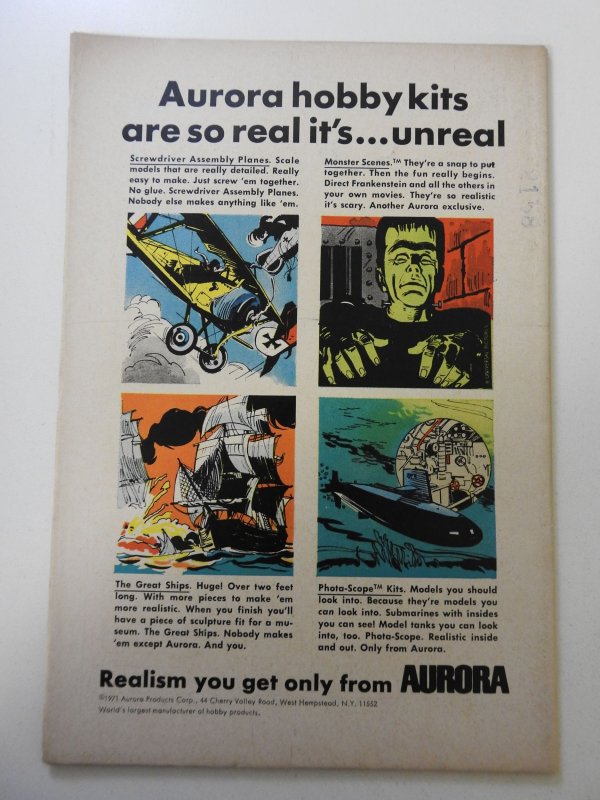 Aurora hobby kits
are so real it's...unreal
Screwdriver Assembly Planes. Scale
models that are really detailed. Really
easy to make. Just screw 'em together.
No glue. Screwdriver Assembly Planes.
Nobody else makes anything like 'em.
Monster Scenes.™ They're a snap to put
together. Then the fun really begins.
Direct Frankenstein and all the others in
your own movies. They're so realistic
it's scary. Another Aurora exclusive.
The Great Ships. Huge! Over two feet
long. With more pieces to make 'em
more realistic. When you finish you'll
have a piece of sculpture fit for a mu-
seum. The Great Ships. Nobody makes
'em except Aurora. And you.
Phota-Scope™ Kits. Models you should
look into. Because they're models you
can look into. Submarines with insides
you can see! Model tanks you can look
into, too. Phota-Scope. Realistic inside
and out. Only from Aurora.
Realism you get only from AURORA
©1971 Aurora Products Corp., 44 Cherry Valley Road, West Hempstead, N.Y. 11552
World's largest manufacturer of hobby products.